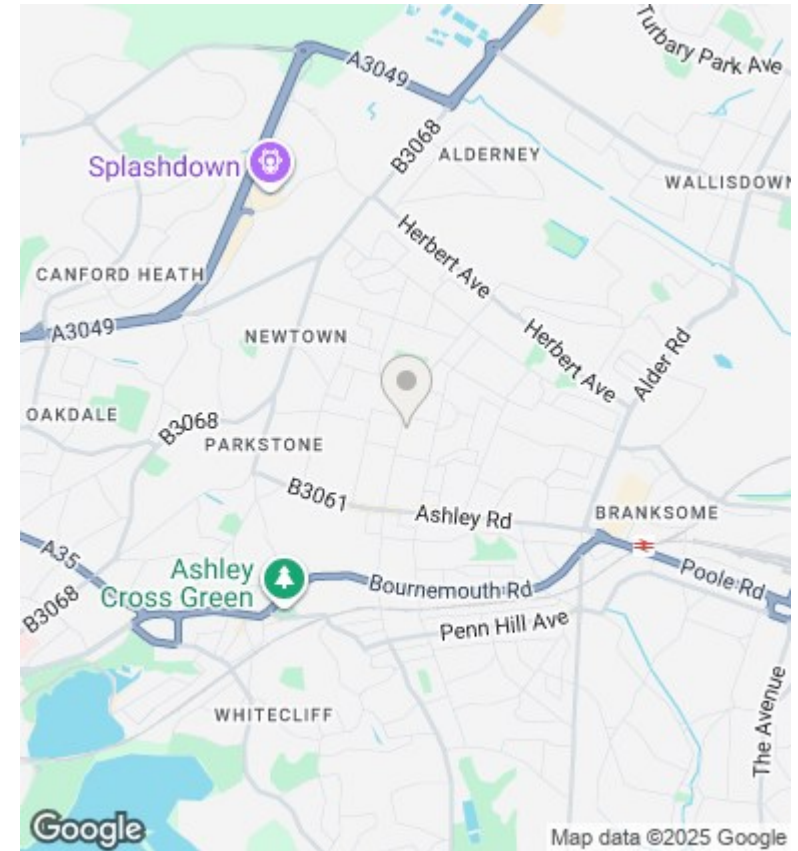 Turbary Park Ave
A3049
B3068
ALDERNEY
Splashdown
WALLISDOWN
Herbert Ave
CANFORD HEATH
A3049
NEWTOWN
Herbert Ave
Alder Rd
OAKDALE
B3068
PARKSTONE
B3061
Ashley Rd
BRANKSOME
A35
Ashley
Cross Green
Bournemouth Rd
Poole Rd
B3068
Penn Hill Ave
WHITECLIFF
The Avenue
Google
Map data ©2025 Google